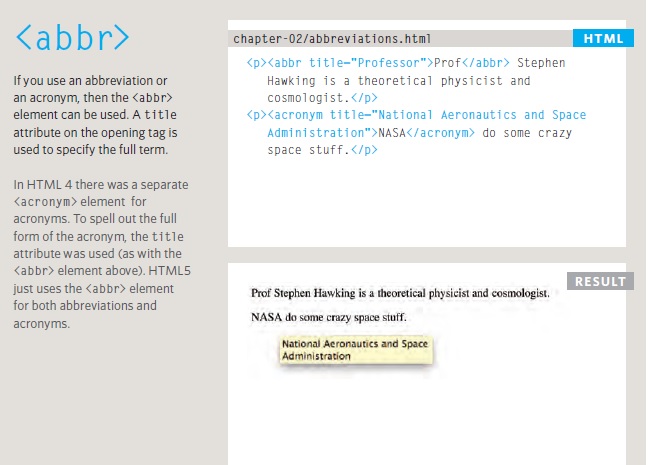 <abbr>
If you use an abbreviation or
an acronym, then the <abbr>
element can be used. A title
attribute on the opening tag is
used to specify the full term.
In HTML 4 there was a separate
<acronym> element for
acronyms. To spell out the full
form of the acronym, the title
attribute was used (as with the
<abbr> element above). HTML5
just uses the <abbr> element
for both abbreviations and
acronyms.
chapter-02/abbreviations.html
HTML
<p><abbr title="Professor">Prof</abbr> Stephen
Hawking is a theoretical physicist and
cosmologist.</p>
<p><acronym title="National Aeronautics and Space
Administration">NASA</acronym> do some crazy
space stuff.</p>
RESULT
Prof Stephen Hawking is a theoretical physicist and cosmologist.
NASA do some crazy space stuff.
National Aeronautics and Space
Administration